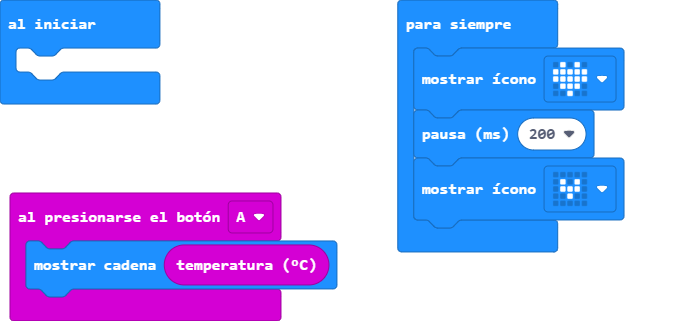 al iniciar
para siempre
mostrar ícono
pausa (ms) 200
mostrar ícono
al presionarse el botón A
mostrar cadena temperatura (ºC)